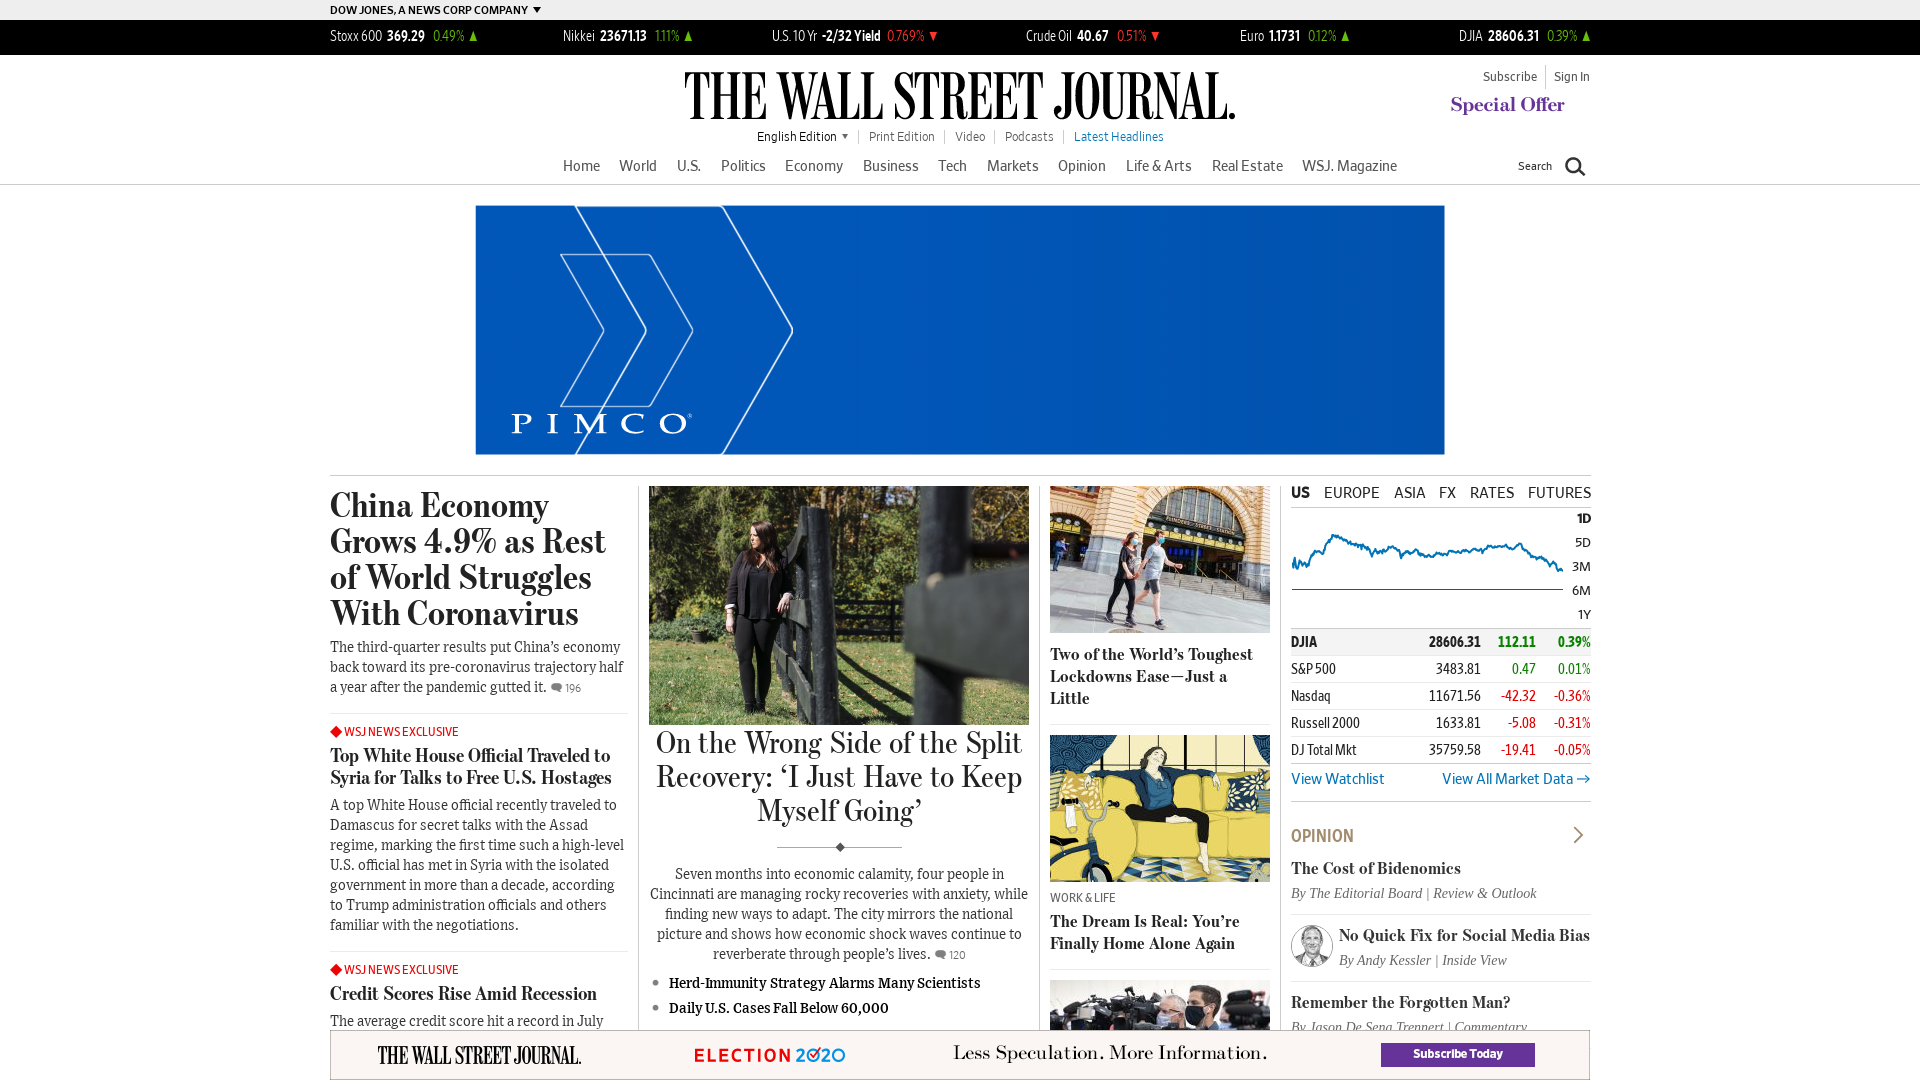 DOW JONES, A NEWS CORP COMPANY
Stoxx 600 369.29 0.49%
Nikkei 23671.13 1.11%
U.S. 10 Yr -2/32 Yield 0.769%
Crude Oil 40.67 0.51%
Euro 1.1731 0.12%
DJIA 28606.31 0.39%
THE WALL STREET JOURNAL.
Subscribe Sign In
Special Offer
English Edition Print Edition Video Podcasts Latest Headlines
Home World U.S. Politics Economy Business Tech Markets Opinion Life & Arts Real Estate WSJ. Magazine
Search
PIMCO®
China Economy
Grows 4.9% as Rest
of World Struggles
With Coronavirus
The third-quarter results put China’s economy
back toward its pre-coronavirus trajectory half
a year after the pandemic gutted it. 196
WSJ NEWS EXCLUSIVE
Top White House Official Traveled to
Syria for Talks to Free U.S. Hostages
A top White House official recently traveled to
Damascus for secret talks with the Assad
regime, marking the first time such a high-level
U.S. official has met in Syria with the isolated
government in more than a decade, according
to Trump administration officials and others
familiar with the negotiations.
WSJ NEWS EXCLUSIVE
Credit Scores Rise Amid Recession
The average credit score hit a record in July
On the Wrong Side of the Split
Recovery: ‘I Just Have to Keep
Myself Going’
Seven months into economic calamity, four people in
Cincinnati are managing rocky recoveries with anxiety, while
finding new ways to adapt. The city mirrors the national
picture and shows how economic shock waves continue to
reverberate through people’s lives. 120
Herd-Immunity Strategy Alarms Many Scientists
Daily U.S. Cases Fall Below 60,000
Two of the World’s Toughest
Lockdowns Ease—Just a
Little
WORK & LIFE
The Dream Is Real: You’re
Finally Home Alone Again
US EUROPE ASIA FX RATES FUTURES
1D
5D
3M
6M
1Y
DJIA 28606.31 112.11 0.39%
S&P 500 3483.81 0.47 0.01%
Nasdaq 11671.56 -42.32 -0.36%
Russell 2000 1633.81 -5.08 -0.31%
DJ Total Mkt 35759.58 -19.41 -0.05%
View Watchlist View All Market Data
OPINION
The Cost of Bidenomics
By The Editorial Board | Review & Outlook
No Quick Fix for Social Media Bias
By Andy Kessler | Inside View
Remember the Forgotten Man?
By Jason De Sena Trennert | Commentary
THE WALL STREET JOURNAL.
ELECTION 2020
Less Speculation. More Information.
Subscribe Today